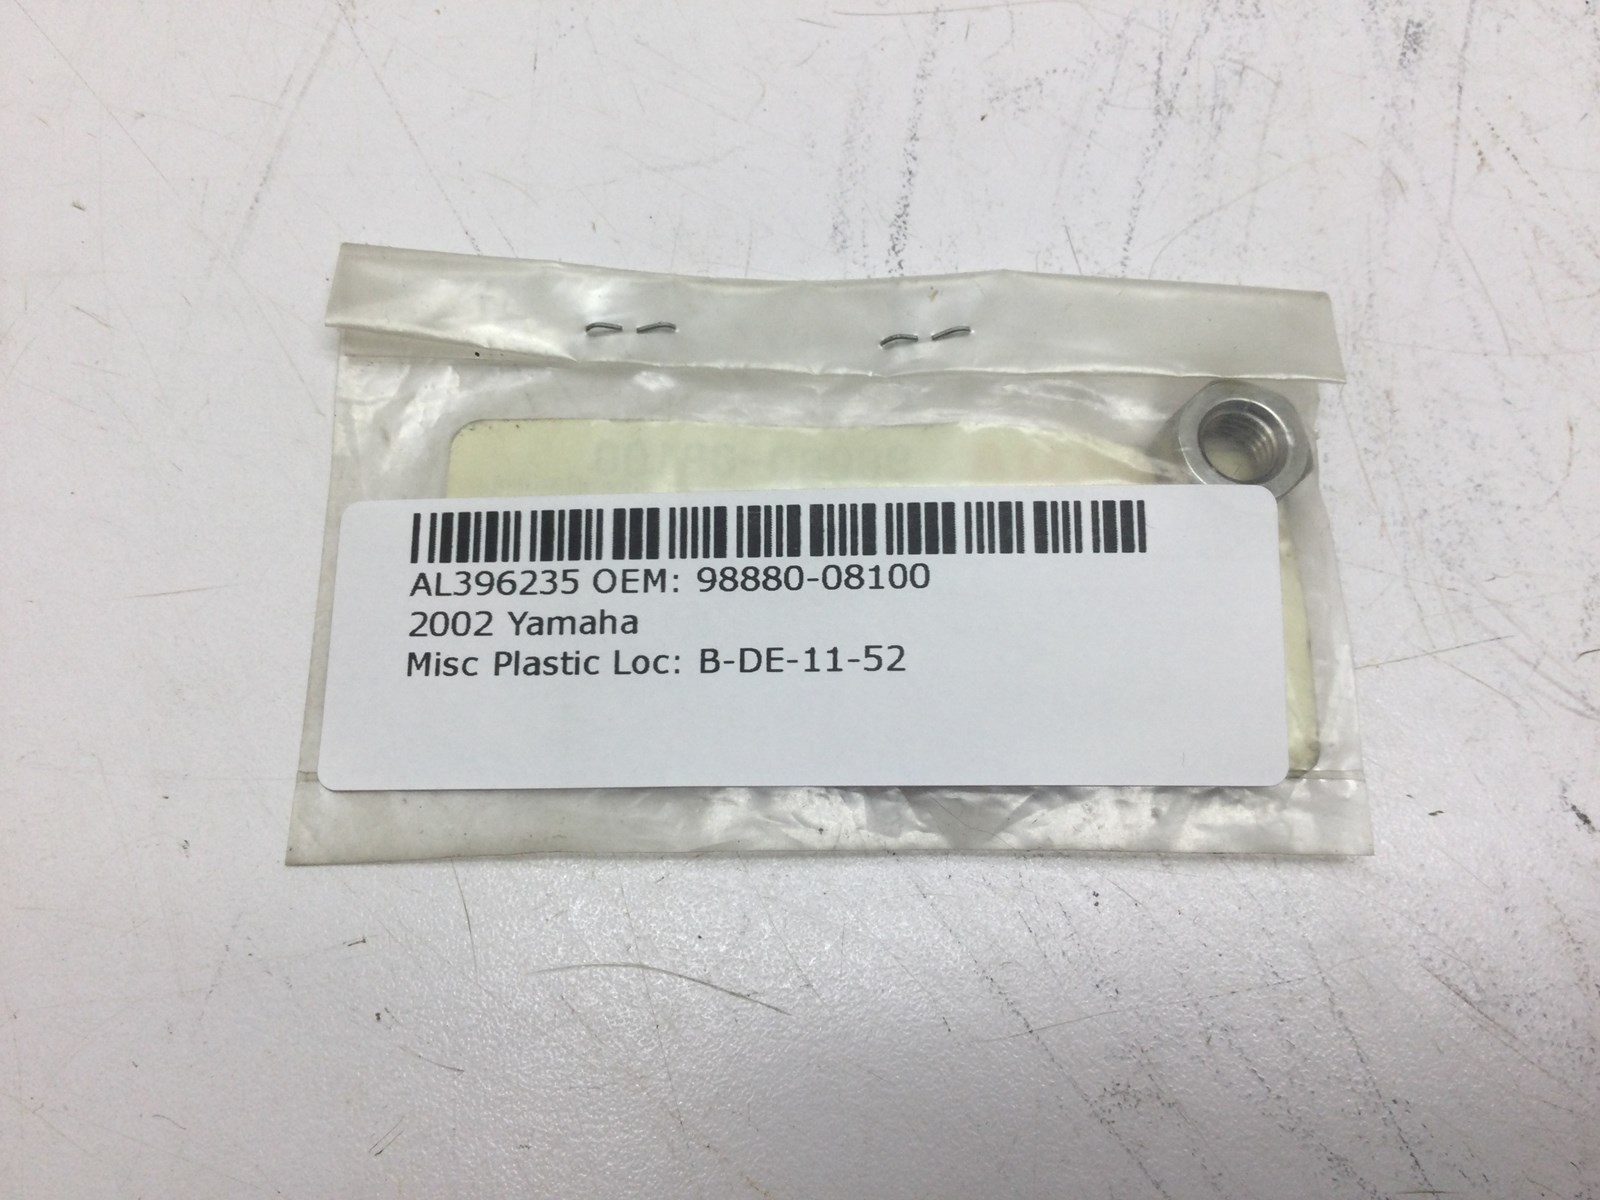 AL396235 OEM: 98880-08100
2002 Yamaha
Misc Plastic Loc: B-DE-11-52